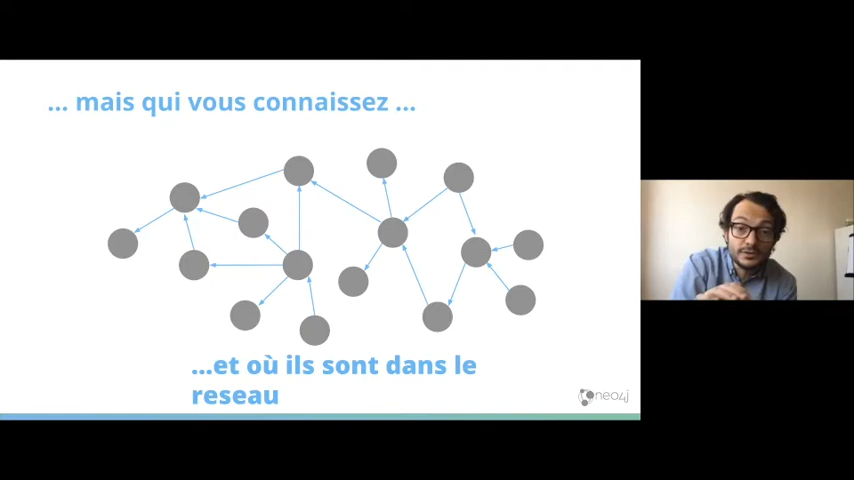 ... mais qui vous connaissez ...
...et où ils sont dans le
reseau
neo4j